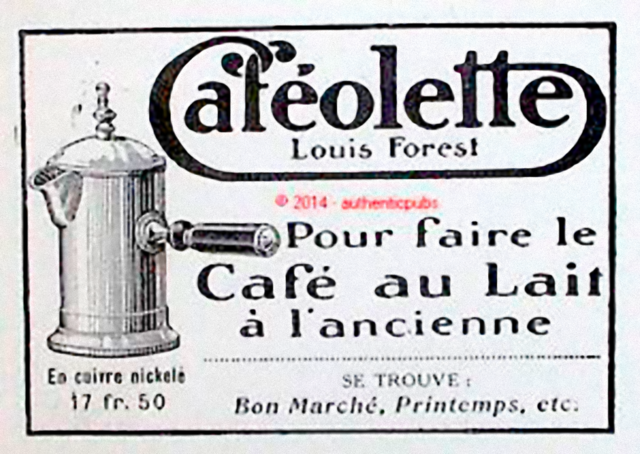 Caféolette
Louis Forest
© 2014 - authenticpubs
Pour faire le
Café au Lait
à l'ancienne
En cuivre nickelé
17 fr. 50
SE TROUVE :
Bon Marché, Printemps, etc.